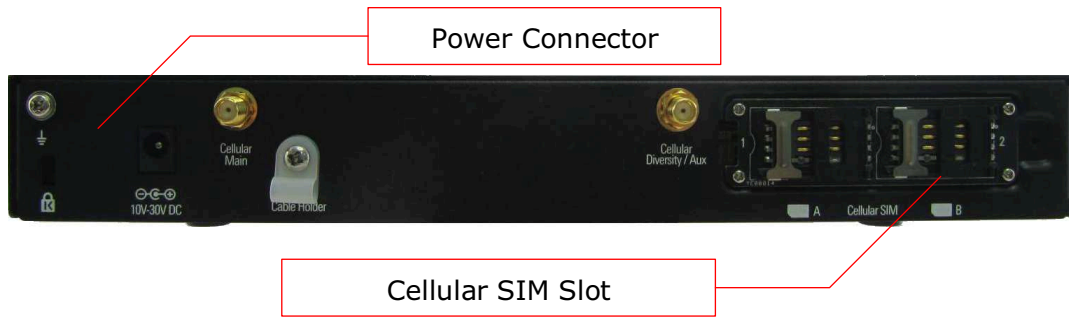 Power Connector
Cellular
Main
Cellular
Diversity / Aux
1
2
10V-30V DC
Cable Holder
A
Cellular SIM
B
Cellular SIM Slot